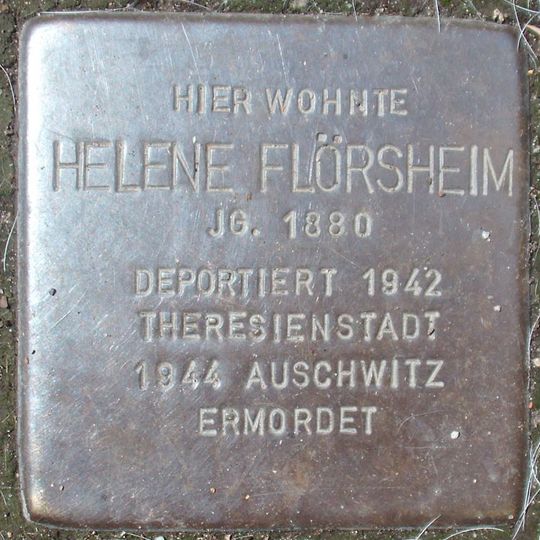 HIER WOHNTE
HELENE FLÖRSHEIM
JG. 1880
DEPORTIERT 1942
THERESIENSTADT
1944 AUSCHWITZ
ERMORDET